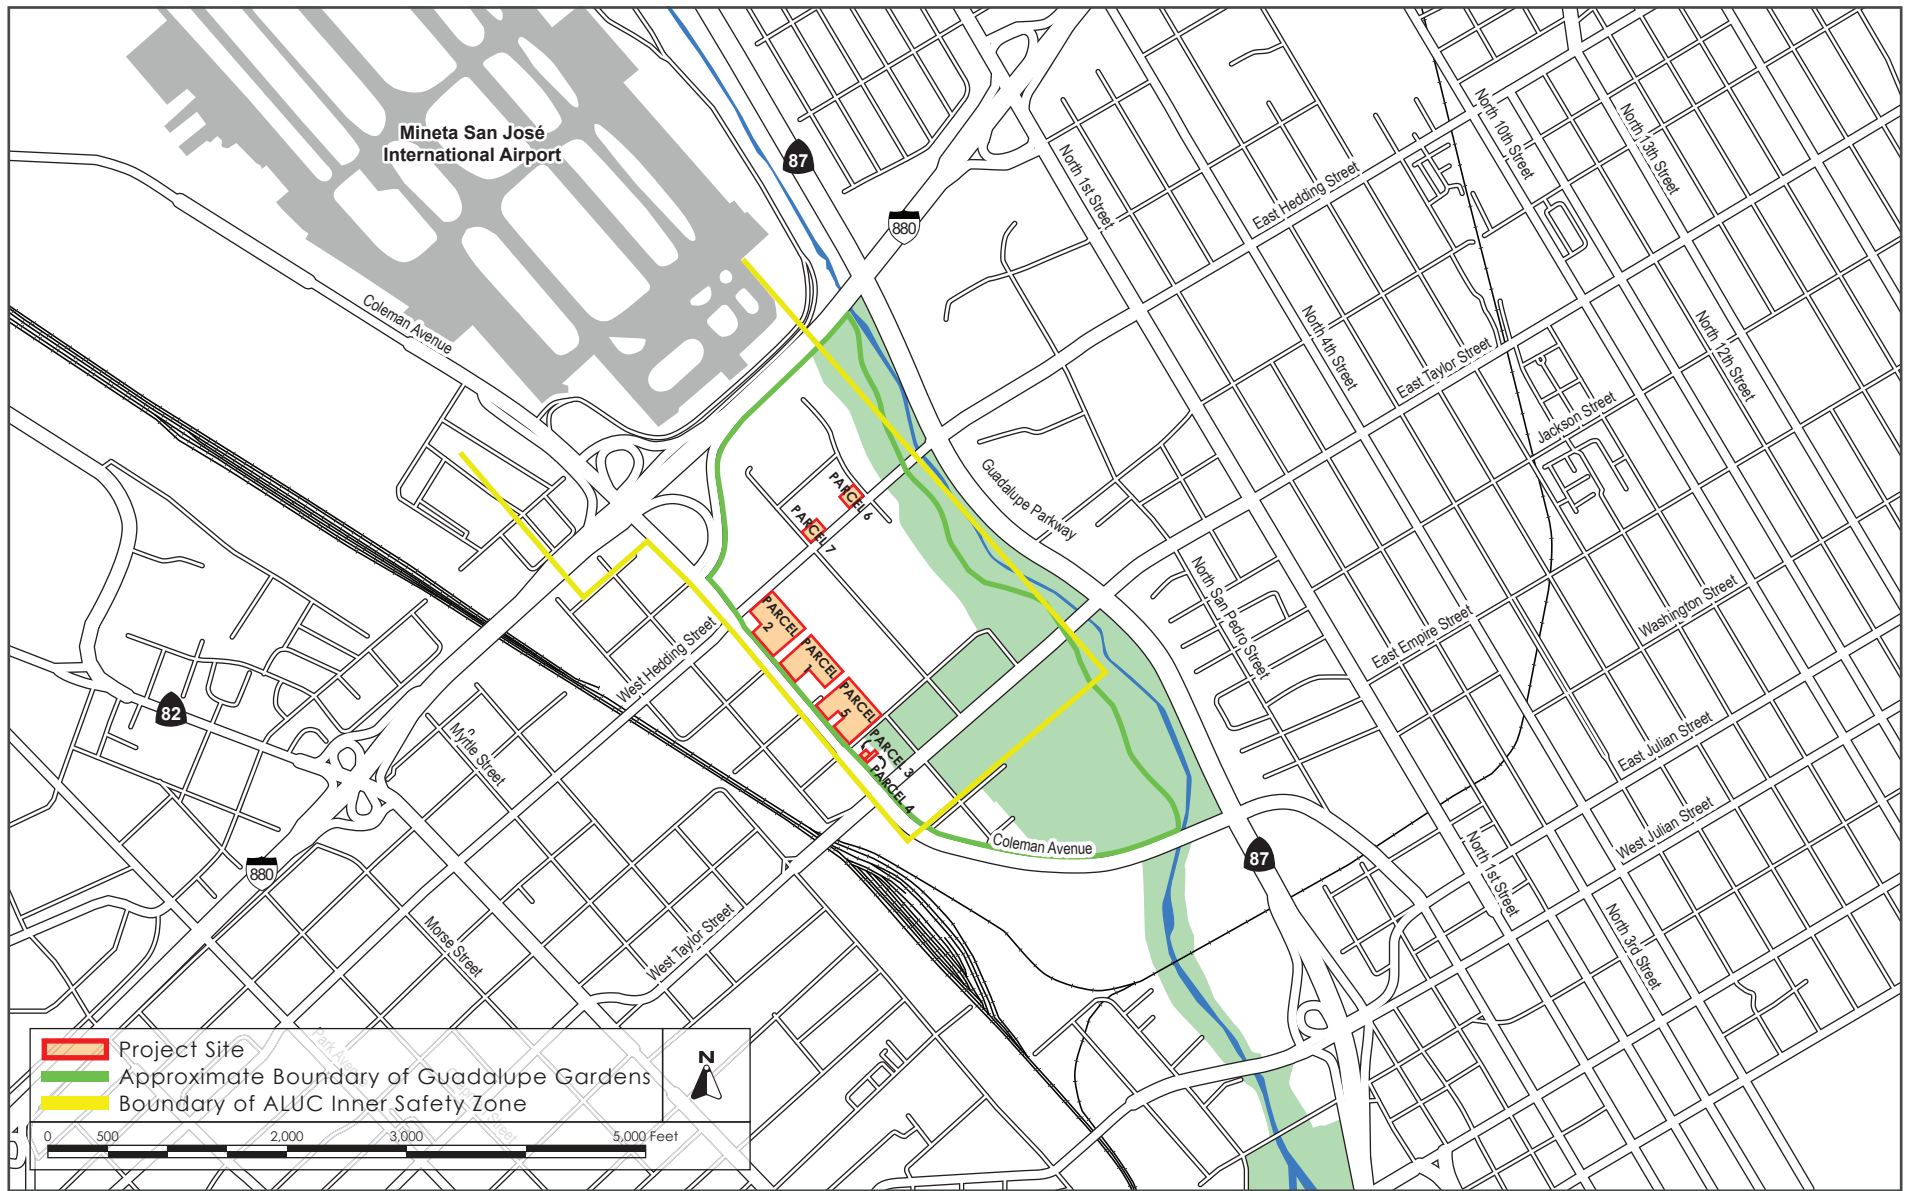 Mineta San José
International Airport
87
880
Coleman Avenue
North 1st Street
North 10th Street
North 13th Street
East Hedding Street
North 4th Street
East Taylor Street
North 12th Street
Jackson Street
Guadalupe Parkway
PARCEL 6
PARCEL 7
North San Pedro Street
East Empire Street
Washington Street
PARCEL
2
PARCEL
1
PARCEL
5
PARCEL 3
PARCEL 4
West Hedding Street
82
Myrtle Street
East Julian Street
West Julian Street
Coleman Avenue
87
880
North 1st Street
Morse Street
West Taylor Street
North 3rd Street
Park Avenue
Project Site
Approximate Boundary of Guadalupe Gardens
Boundary of ALUC Inner Safety Zone
N
0 500 2,000 3,000 5,000 Feet